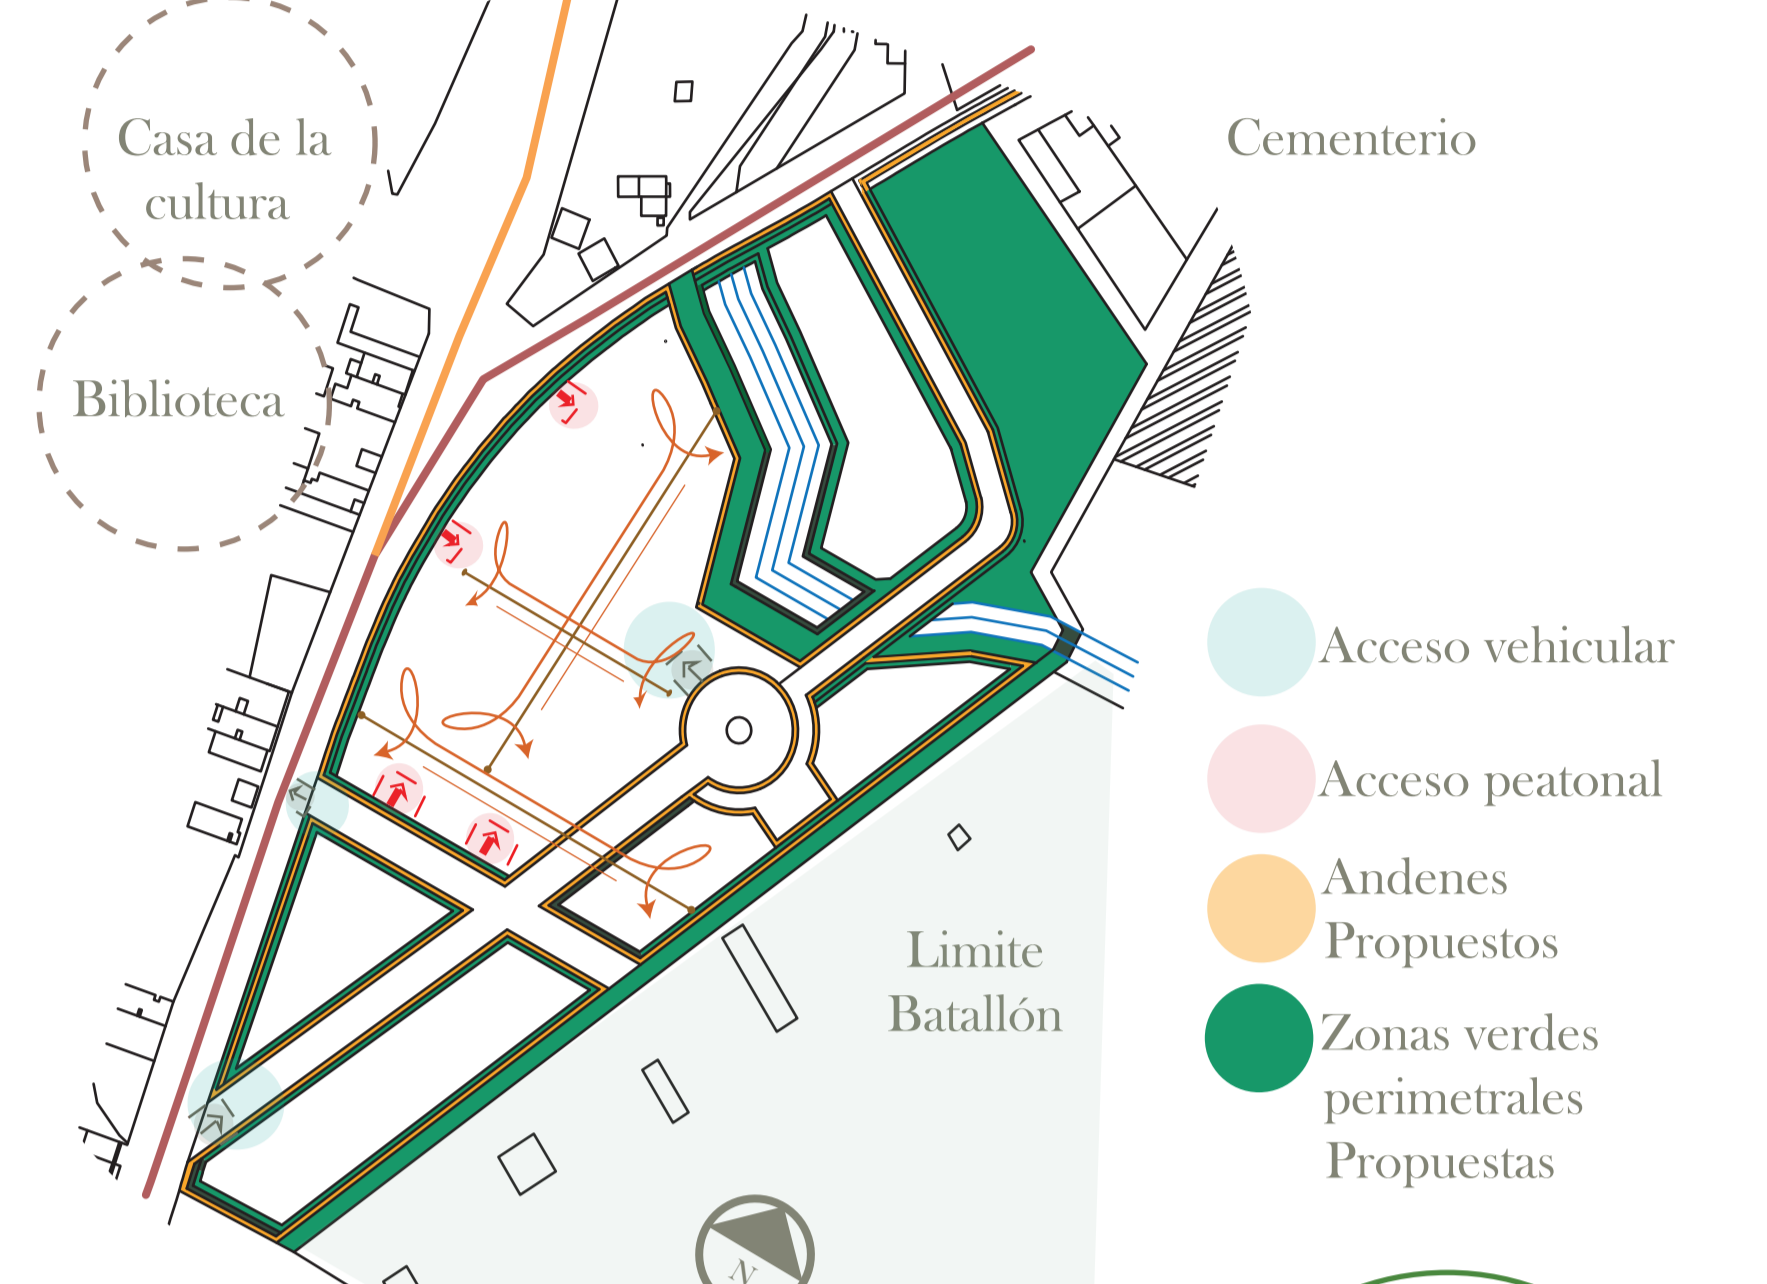 Casa de la
cultura
Biblioteca
Cementerio
Acceso vehicular
Acceso peatonal
Andenes
Propuestos
Zonas verdes
perimetrales
Propuestas
Limite
Batallón
N